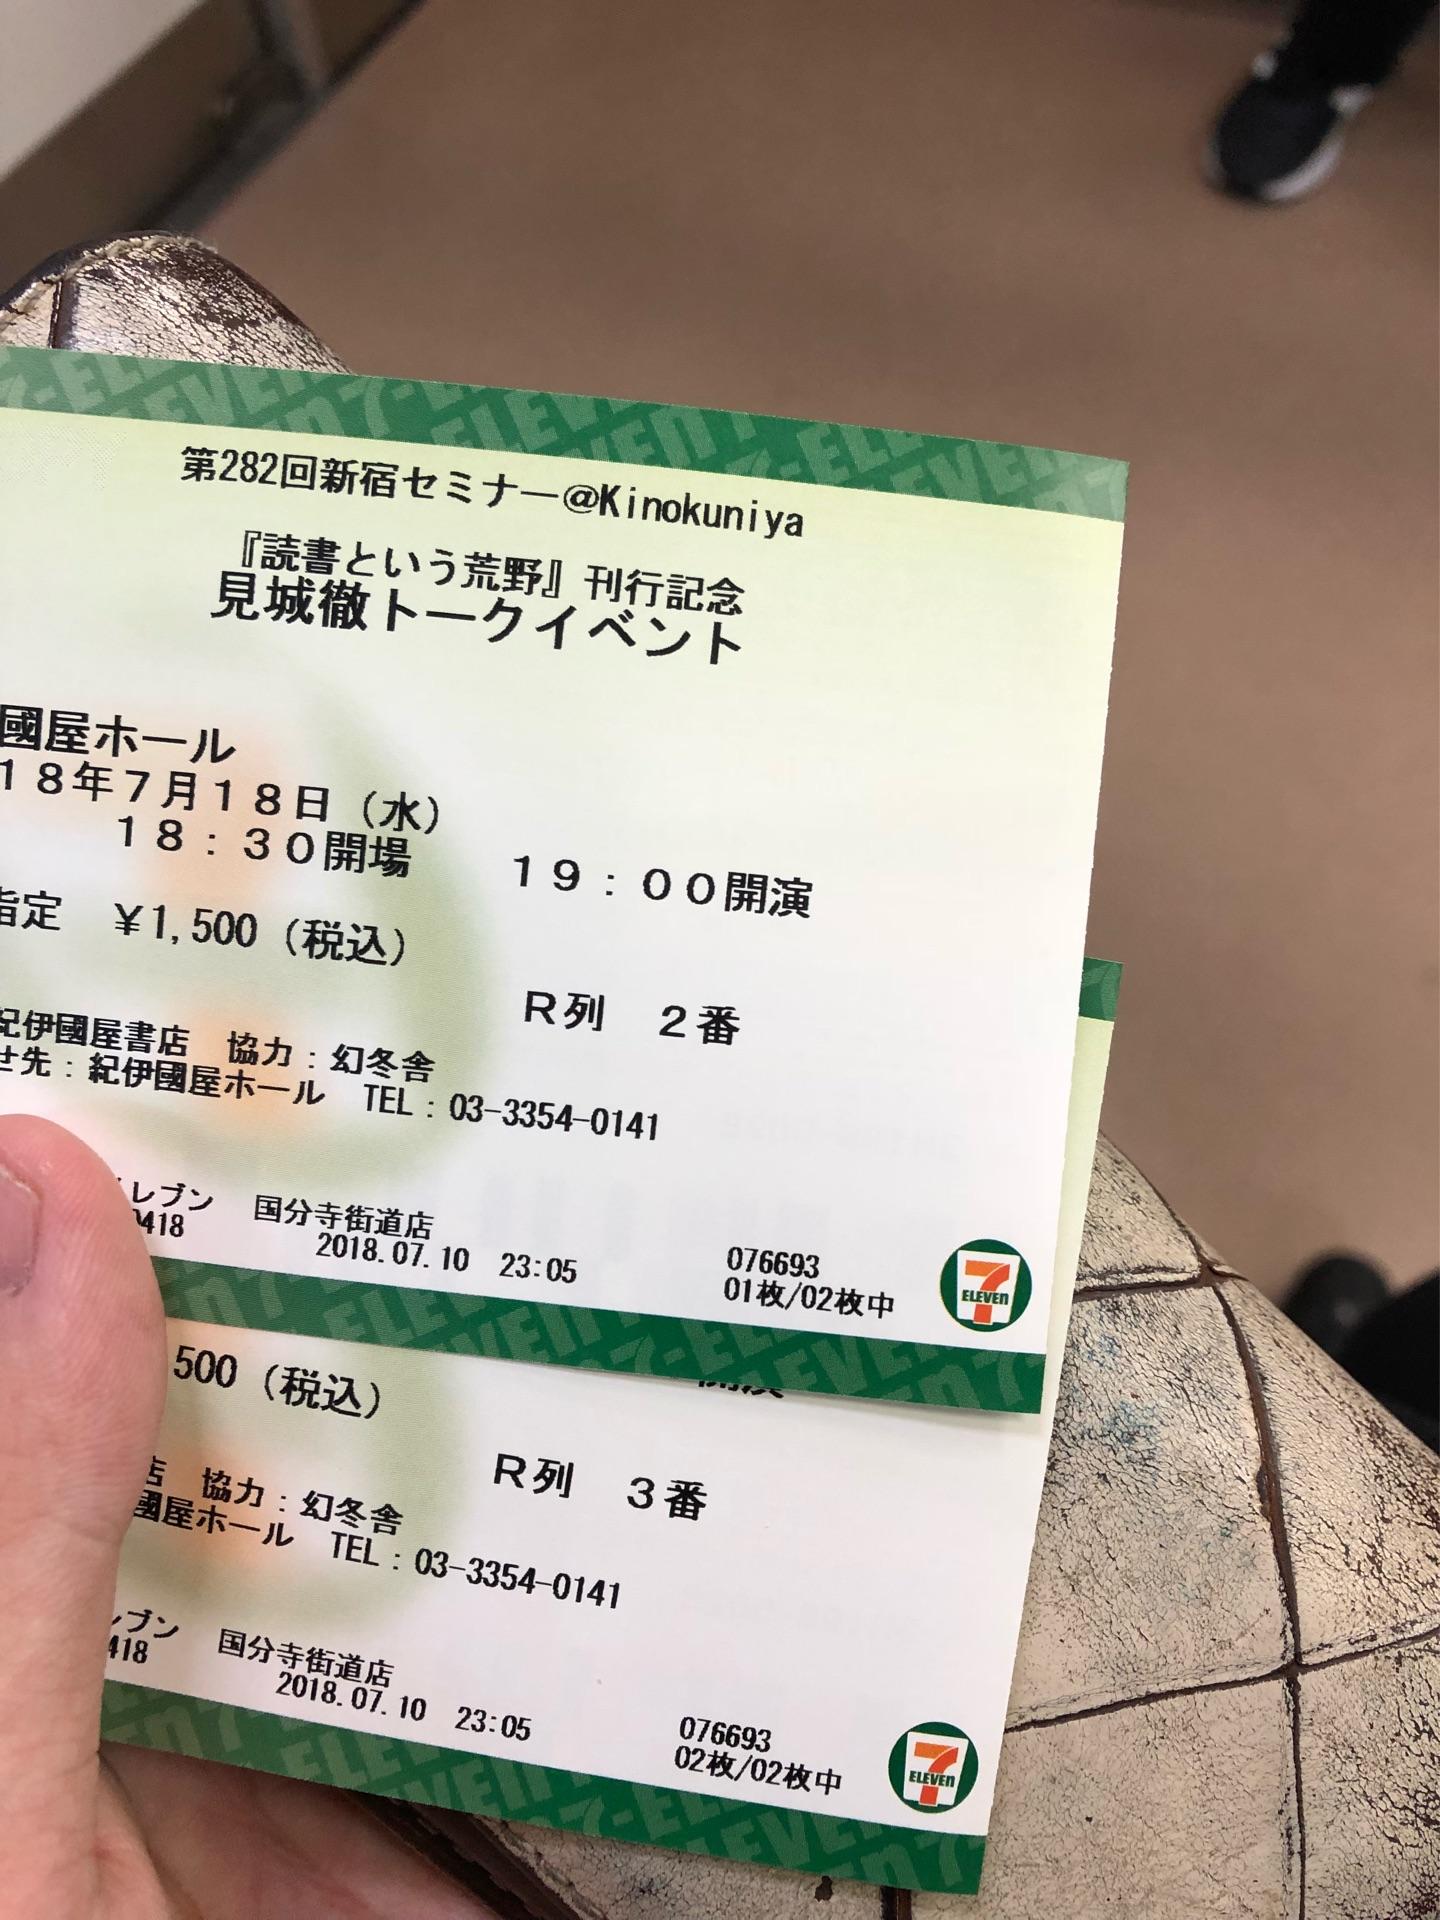 第282回新宿セミナー@Kinokuniya
『読書という荒野』刊行記念
見城徹トークイベント
國屋ホール
18年7月18日（水）
18：30開場　19：00開演
指定　¥1,500（税込）
R列　2番
紀伊國屋書店　協力：幻冬舎
せ先：紀伊國屋ホール　TEL：03-3354-0141
レブン　国分寺街道店
418　2018.07.10　23:05
076693
01枚/02枚中
7 ELEVEn
500（税込）
R列　3番
店　協力：幻冬舎
國屋ホール　TEL：03-3354-0141
レブン　国分寺街道店
418　2018.07.10　23:05
076693
02枚/02枚中
7 ELEVEn